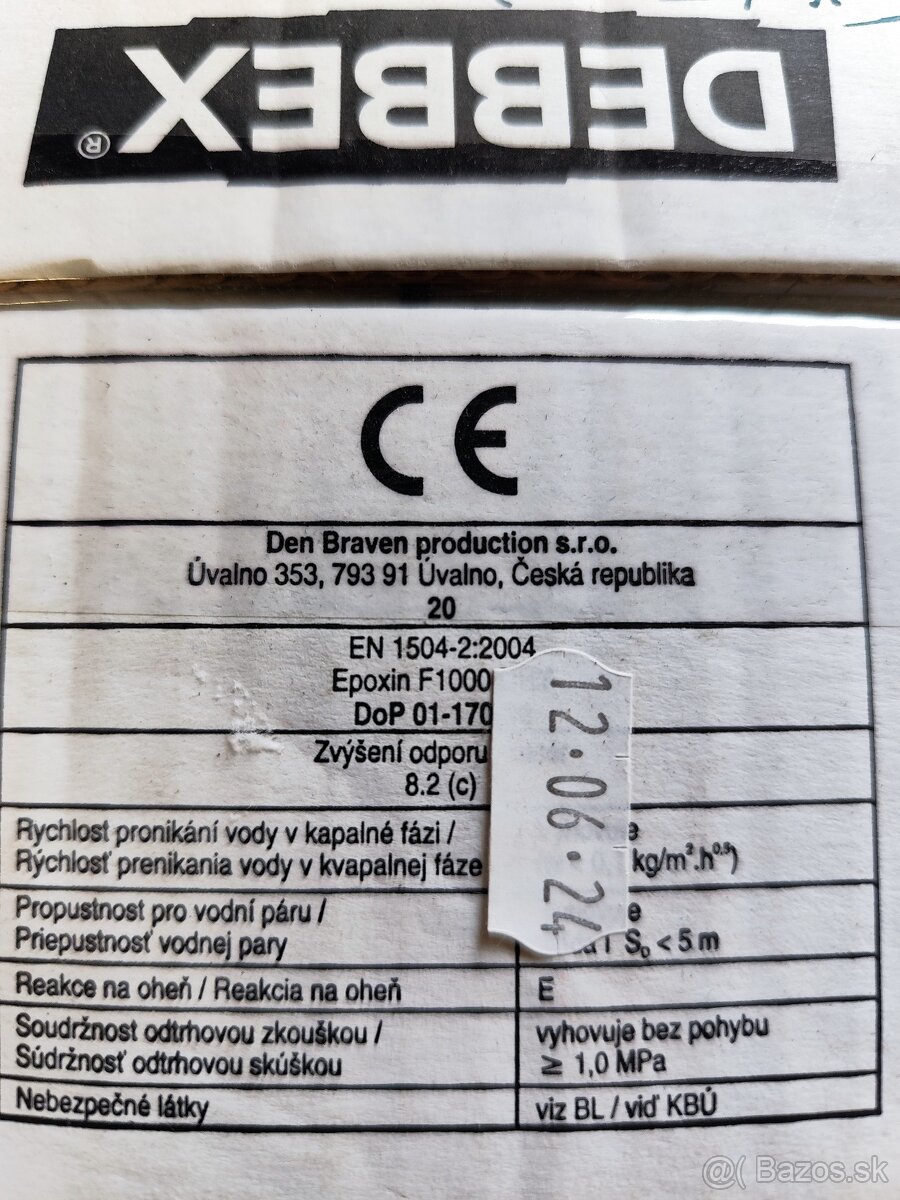 DEBBEX®
CE
Den Braven production s.r.o.
Úvalno 353, 793 91 Úvalno, Česká republika
20
EN 1504-2:2004
Epoxin F1000
DoP 01-170
Zvýšení odporu
8.2 (c)
12.06.24
Rychlost pronikání vody v kapalné fázi /
Rýchlosť prenikania vody v kvapalnej fáze
kg/m².h⁰·⁵)
Propustnost pro vodní páru /
Priepustnosť vodnej pary
I S_D < 5 m
Reakce na oheň / Reakcia na oheň
E
Soudržnost odtrhovou zkouškou /
Súdržnosť odtrhovou skúškou
vyhovuje bez pohybu
≥ 1,0 MPa
Nebezpečné látky
viz BL / viď KBÚ
@( Bazos.sk